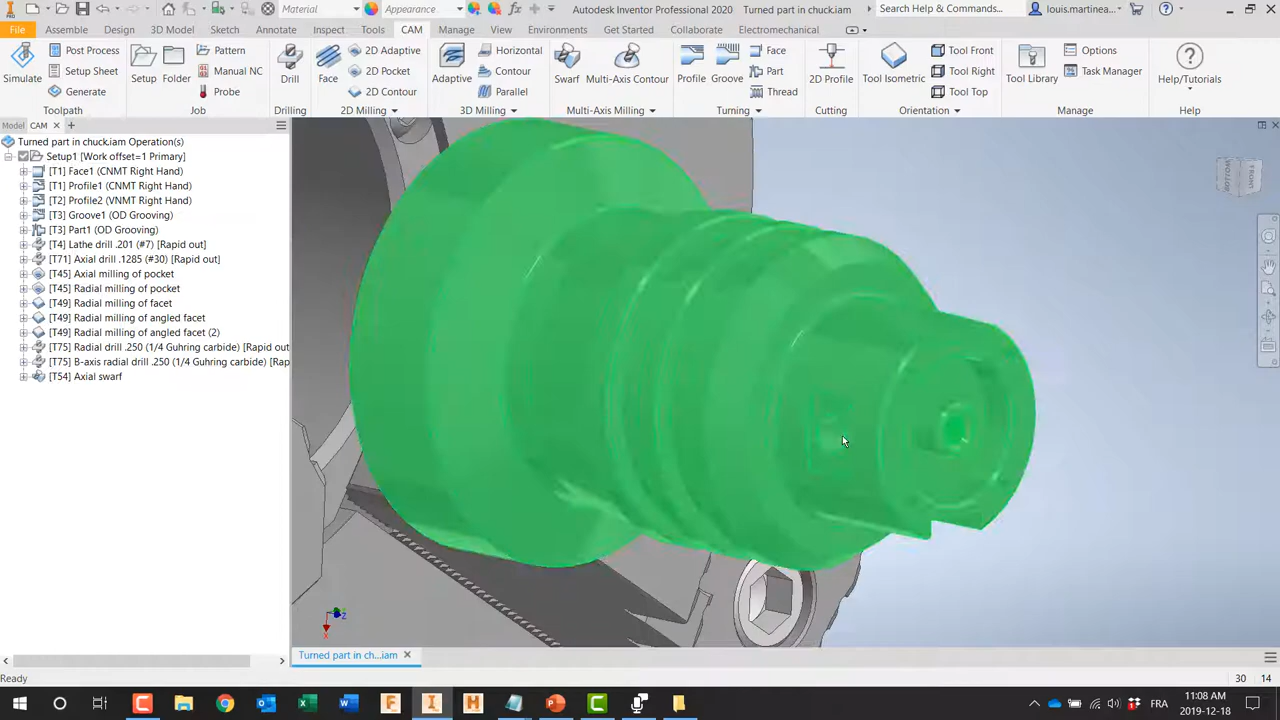 Material
Appearance
Autodesk Inventor Professional 2020 Turned part in chuck.iam
Search Help & Commands...
louis.martinea...
File Assemble Design 3D Model Sketch Annotate Inspect Tools CAM Manage View Environments Get Started Collaborate Electromechanical
Simulate
Post Process
Setup Sheet
Generate
Toolpath
Setup
Folder
Pattern
Manual NC
Probe
Job
Drill
Drilling
Face
2D Adaptive
2D Pocket
2D Contour
2D Milling
Adaptive
Horizontal
Contour
Parallel
3D Milling
Swarf
Multi-Axis Contour
Multi-Axis Milling
Profile
Groove
Face
Part
Thread
Turning
2D Profile
Cutting
Tool Isometric
Tool Front
Tool Right
Tool Top
Orientation
Tool Library
Options
Task Manager
Manage
Help/Tutorials
Help
Model CAM
Turned part in chuck.iam Operation(s)
Setup1 [Work offset=1 Primary]
[T1] Face1 (CNMT Right Hand)
[T1] Profile1 (CNMT Right Hand)
[T2] Profile2 (VNMT Right Hand)
[T3] Groove1 (OD Grooving)
[T3] Part1 (OD Grooving)
[T4] Lathe drill .201 (#7) [Rapid out]
[T71] Axial drill .1285 (#30) [Rapid out]
[T45] Axial milling of pocket
[T45] Radial milling of pocket
[T49] Radial milling of facet
[T49] Radial milling of angled facet
[T49] Radial milling of angled facet (2)
[T75] Radial drill .250 (1/4 Guhring carbide) [Rapid out
[T75] B-axis radial drill .250 (1/4 Guhring carbide) [Rap
[T54] Axial swarf
BOTTOM
Z
X
Turned part in ch...iam
Ready
30 14
FRA
11:08 AM
2019-12-18